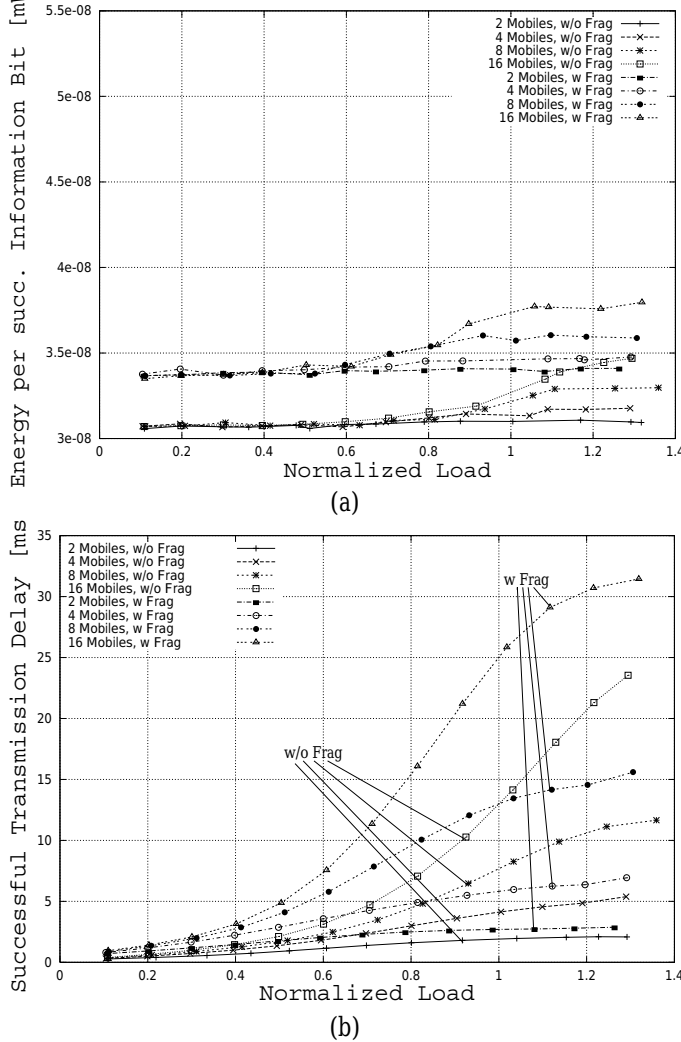 5.5e-08
5e-08
4.5e-08
4e-08
3.5e-08
3e-08
Energy per succ. Information Bit
2 Mobiles, w/o Frag
4 Mobiles, w/o Frag
8 Mobiles, w/o Frag
16 Mobiles, w/o Frag
2 Mobiles, w Frag
4 Mobiles, w Frag
8 Mobiles, w Frag
16 Mobiles, w Frag
0 0.2 0.4 0.6 0.8 1 1.2 1.4
Normalized Load
(a)
35
30
25
20
15
10
5
0
Successful Transmission Delay [ms
2 Mobiles, w/o Frag
4 Mobiles, w/o Frag
8 Mobiles, w/o Frag
16 Mobiles, w/o Frag
2 Mobiles, w Frag
4 Mobiles, w Frag
8 Mobiles, w Frag
16 Mobiles, w Frag
w Frag
w/o Frag
0 0.2 0.4 0.6 0.8 1 1.2 1.4
Normalized Load
(b)